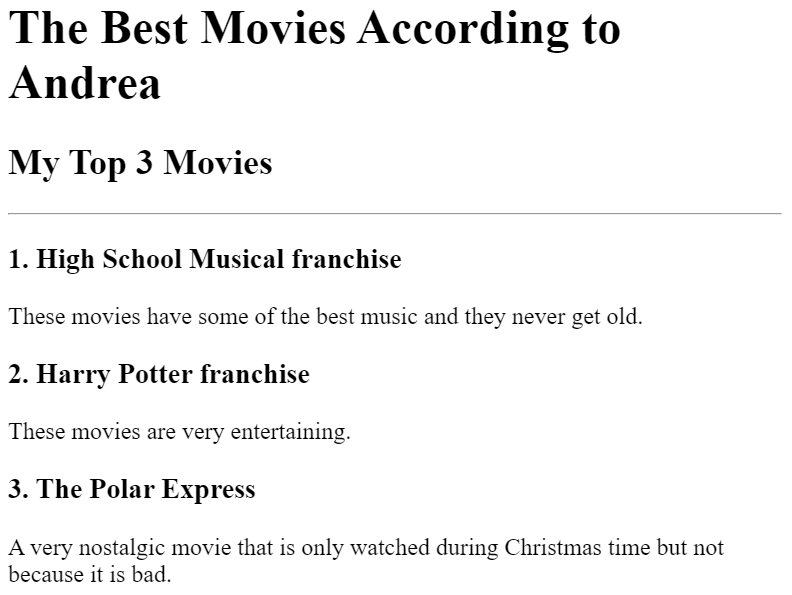 The Best Movies According to
Andrea
My Top 3 Movies
1. High School Musical franchise
These movies have some of the best music and they never get old.
2. Harry Potter franchise
These movies are very entertaining.
3. The Polar Express
A very nostalgic movie that is only watched during Christmas time but not
because it is bad.